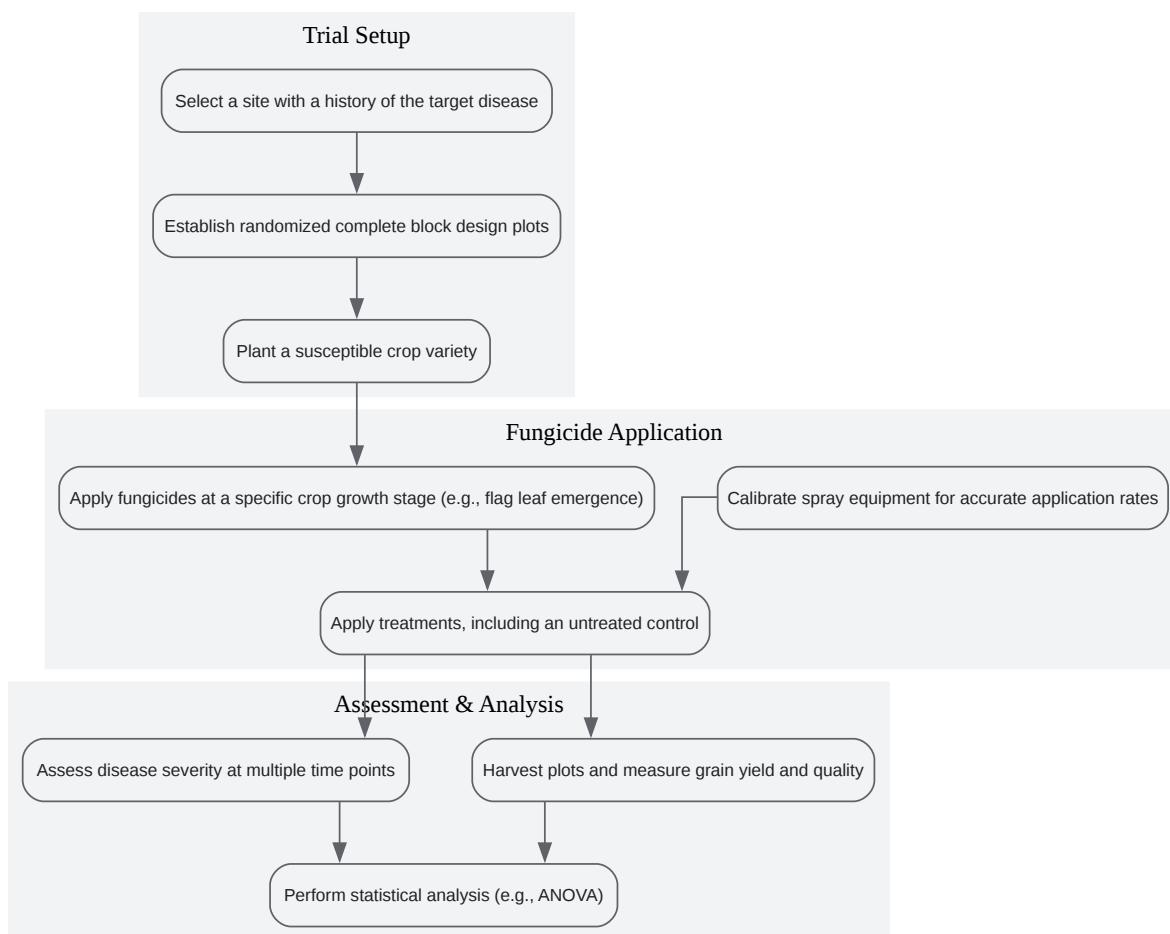 Trial Setup
Select a site with a history of the target disease
Establish randomized complete block design plots
Plant a susceptible crop variety
Fungicide Application
Apply fungicides at a specific crop growth stage (e.g., flag leaf emergence)
Calibrate spray equipment for accurate application rates
Apply treatments, including an untreated control
Assessment & Analysis
Assess disease severity at multiple time points
Harvest plots and measure grain yield and quality
Perform statistical analysis (e.g., ANOVA)